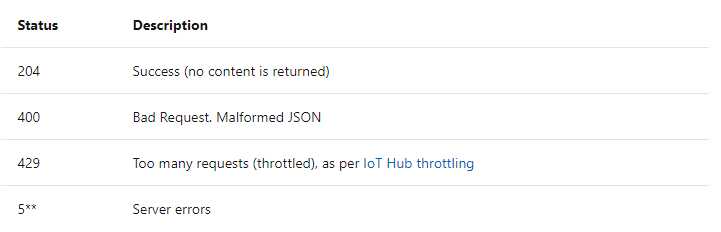 Status Description
204 Success (no content is returned)
400 Bad Request. Malformed JSON
429 Too many requests (throttled), as per IoT Hub throttling
5** Server errors